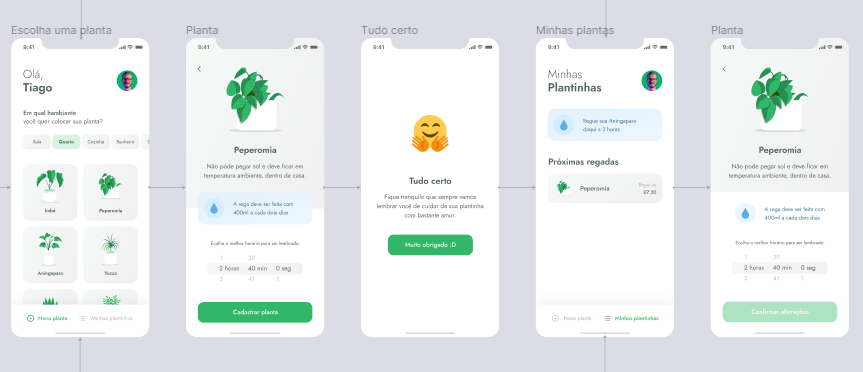 Escolha uma planta
9:41
Olá,
Tiago
Em qual hambiente
você quer colocar sua planta?
Sala
Quarto
Cozinha
Banheiro
Imbé
Peperomia
Aningapara
Yucca
Nova planta
Minhas plantinhas
Planta
9:41
Peperomia
Não pode pegar sol e deve ficar em
temperatura ambiente, dentro de casa.
A rega deve ser feita com
400ml a cada dois dias
Escolha o melhor horário para ser lembrado:
1 39
2 horas 40 min 0 seg
3 41 1
Cadastrar planta
Tudo certo
9:41
Tudo certo
Fique tranquilo que sempre vamos
lembrar você de cuidar de sua plantinha
com bastante amor.
Muito obrigado :D
Minhas plantas
9:41
Minhas
Plantinhas
Regue sua Aningapara
daqui a 2 horas
Próximas regadas
Peperomia
Regar às
07:30
Nova planta
Minhas plantinhas
Planta
9:41
Peperomia
Não pode pegar sol e deve ficar em
temperatura ambiente, dentro de casa.
A rega deve ser feita com
400ml a cada dois dias
Escolha o melhor horário para ser lembrado:
1 39
2 horas 40 min 0 seg
3 41 1
Confirmar alterações